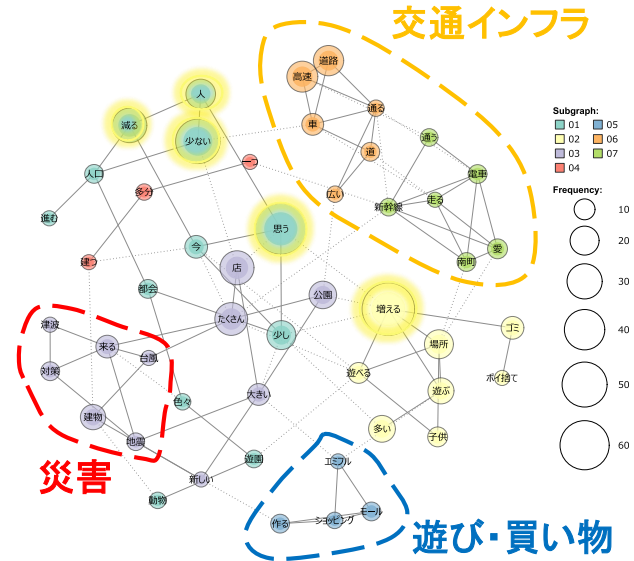 交通インフラ
道路
高速
人
減る
通る
車
少ない
通う
道
一つ
人口
電車
多分
広い
走る
新幹線
進む
思う
今
愛
建つ
南町
店
都会
公園
増える
たくさん
津波
ゴミ
少し
来る
場所
台風
対策
遊べる
ポイ捨て
遊ぶ
大きい
色々
建物
多い
子供
地震
遊園
エミフル
災害
新しい
動物
モール
作る
ショッピング
遊び・買い物
Subgraph:
01 05
02 06
03 07
04
Frequency:
10
20
30
40
50
60